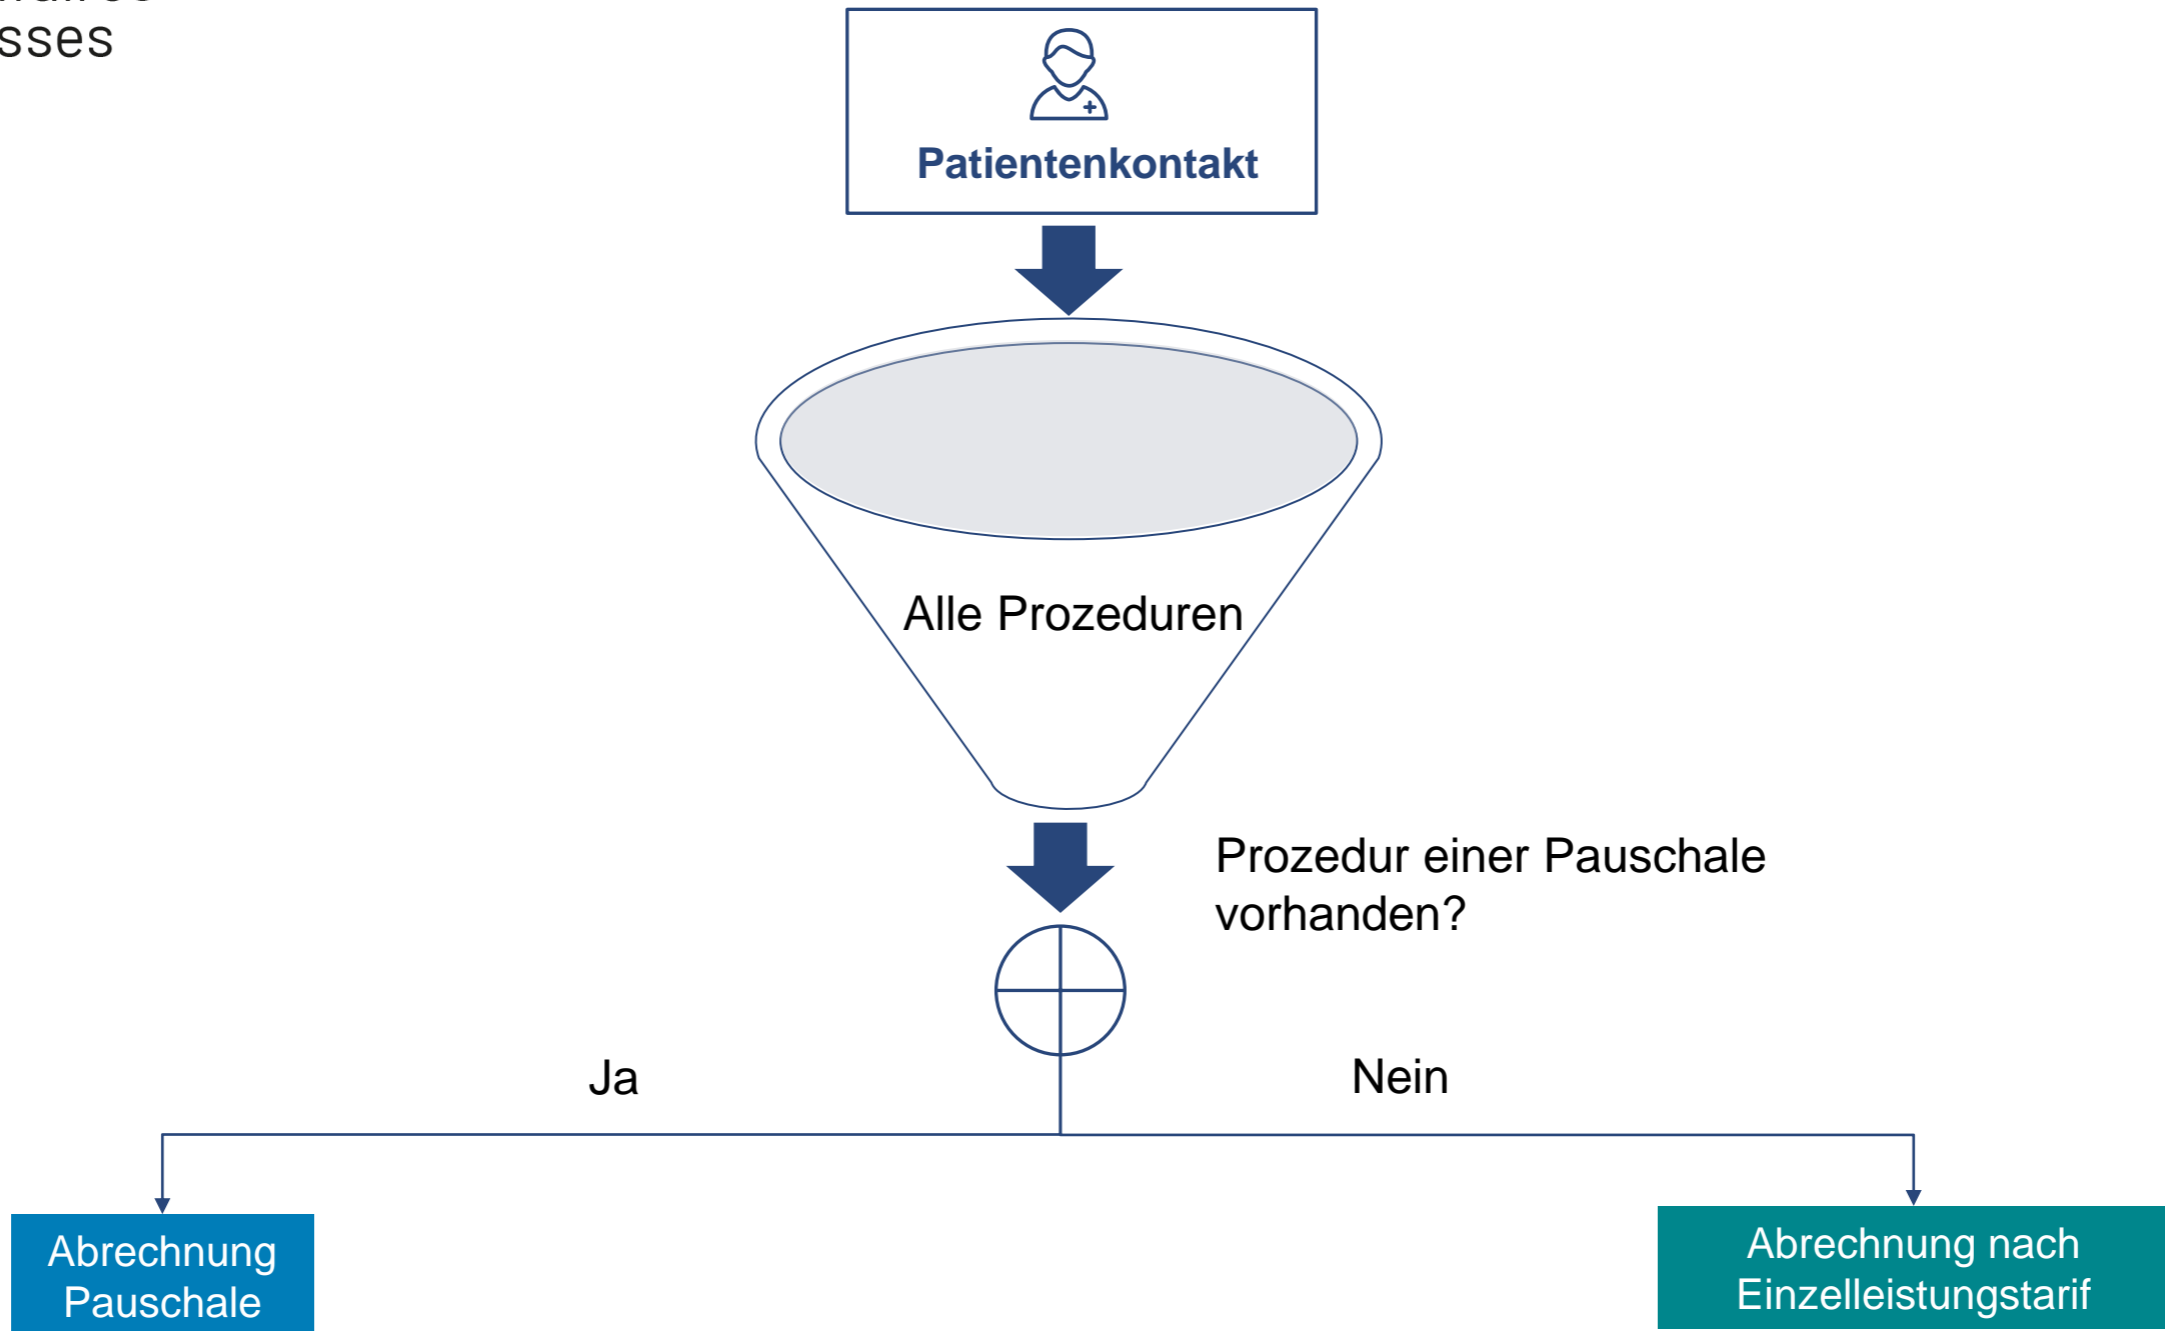 sses
Patientenkontakt
Alle Prozeduren
Prozedur einer Pauschale
vorhanden?
Ja
Nein
Abrechnung
Pauschale
Abrechnung nach
Einzelleistungstarif